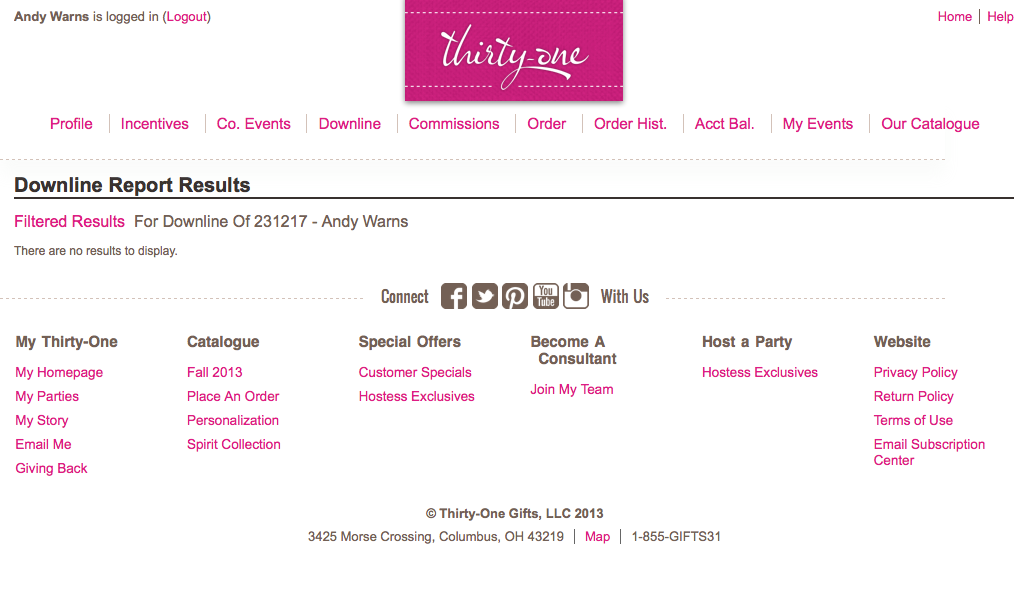 Andy Warns is logged in (Logout)
Home | Help
thirty-one
Profile | Incentives | Co. Events | Downline | Commissions | Order | Order Hist. | Acct Bal. | My Events | Our Catalogue
Downline Report Results
Filtered Results For Downline Of 231217 - Andy Warns
There are no results to display.
Connect You Tube With Us
My Thirty-One
My Homepage
My Parties
My Story
Email Me
Giving Back
Catalogue
Fall 2013
Place An Order
Personalization
Spirit Collection
Special Offers
Customer Specials
Hostess Exclusives
Become A
Consultant
Join My Team
Host a Party
Hostess Exclusives
Website
Privacy Policy
Return Policy
Terms of Use
Email Subscription
Center
© Thirty-One Gifts, LLC 2013
3425 Morse Crossing, Columbus, OH 43219 | Map | 1-855-GIFTS31